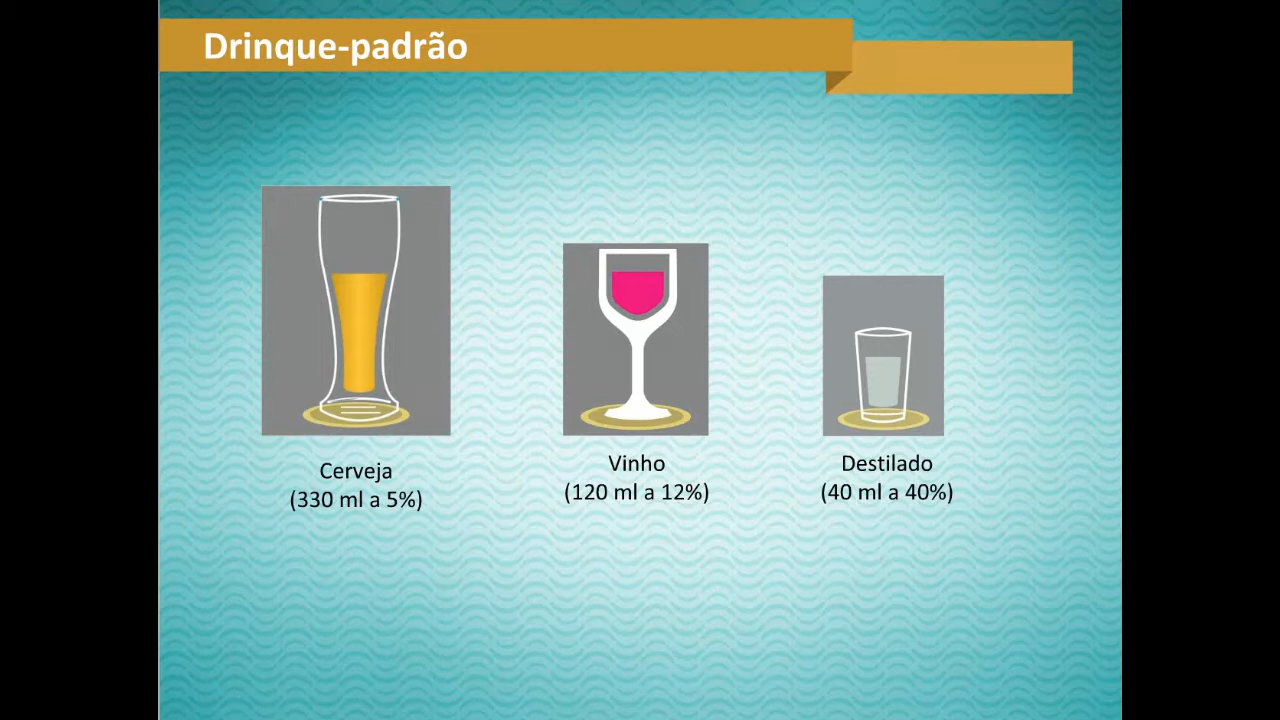 Drinque-padrão
Cerveja
(330 ml a 5%)
Vinho
(120 ml a 12%)
Destilado
(40 ml a 40%)